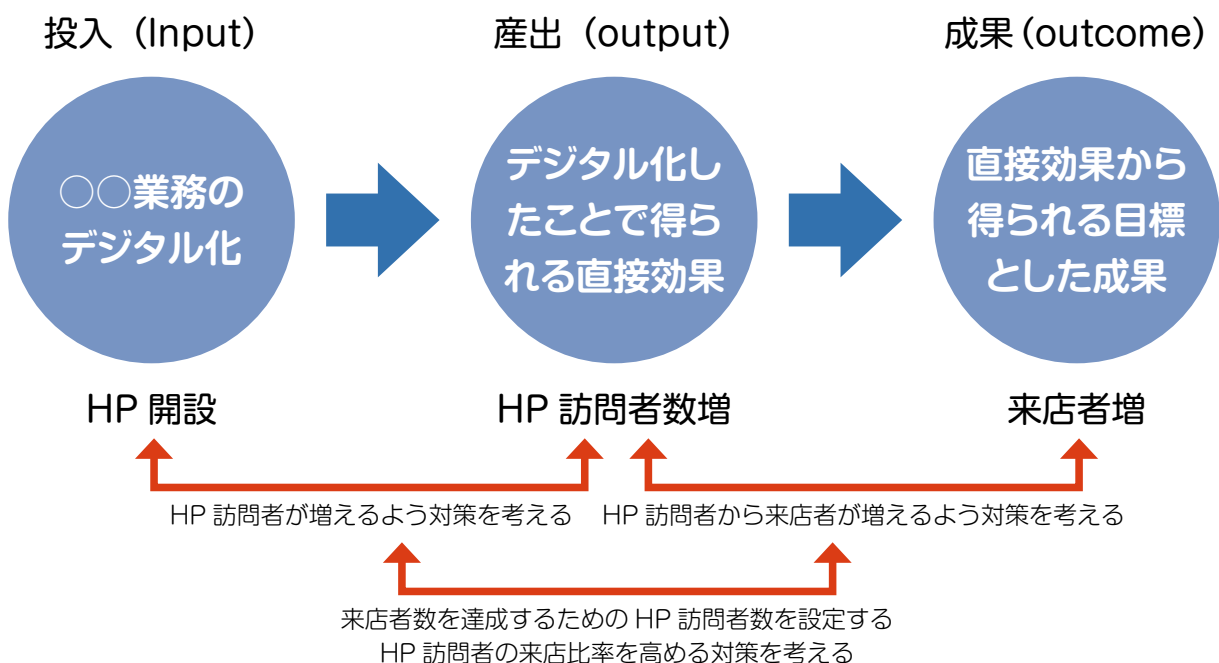 投入（Input）
産出（output）
成果（outcome）
○○業務の
デジタル化
デジタル化し
たことで得ら
れる直接効果
直接効果から
得られる目標
とした成果
HP 開設
HP 訪問者数増
来店者増
HP 訪問者が増えるよう対策を考える
HP 訪問者から来店者が増えるよう対策を考える
来店者数を達成するための HP 訪問者数を設定する
HP 訪問者の来店比率を高める対策を考える